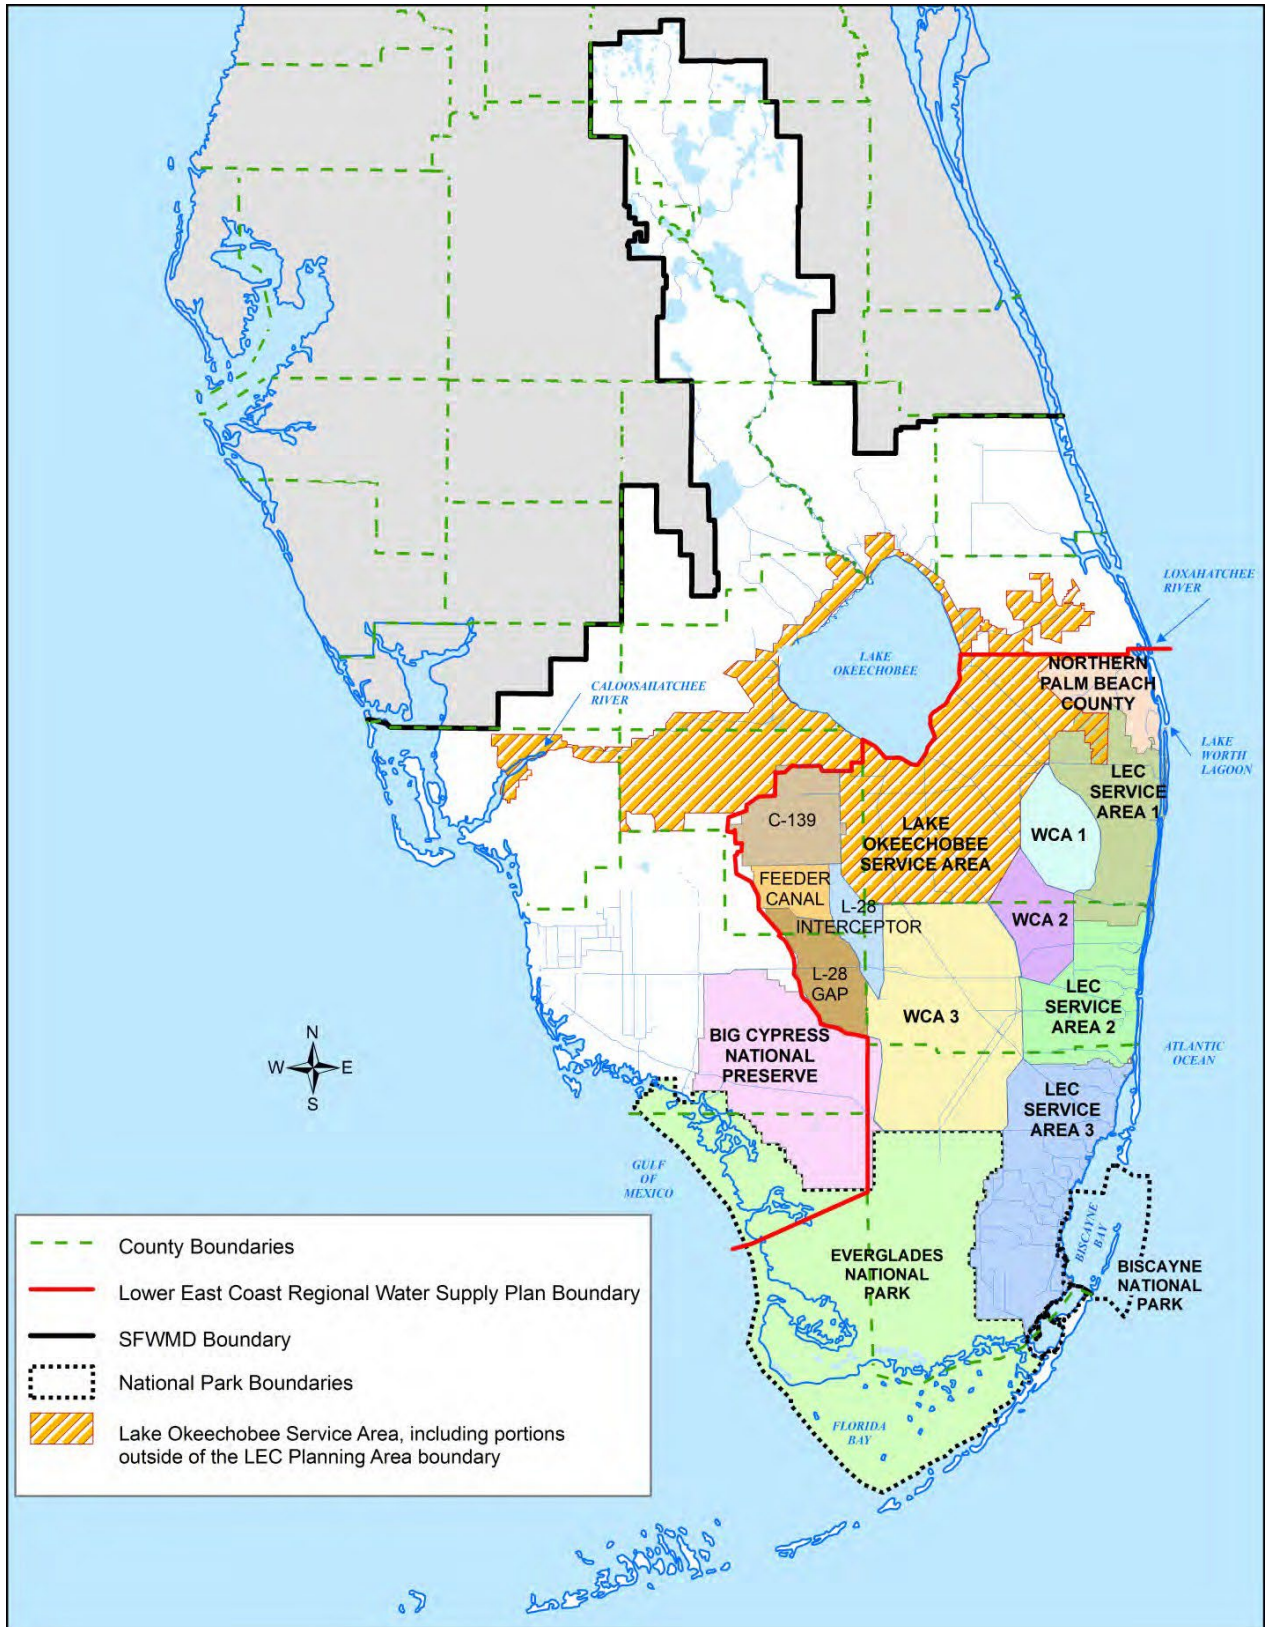 LOXAHATCHEE
RIVER
LAKE
OKEECHOBEE
NORTHERN
PALM BEACH
COUNTY
CALOOSAHATCHEE
RIVER
LAKE
WORTH
LAGOON
LEC
SERVICE
AREA 1
C-139
LAKE
OKEECHOBEE
SERVICE AREA
WCA 1
FEEDER
CANAL
L-28
INTERCEPTOR
WCA 2
L-28
GAP
LEC
SERVICE
AREA 2
WCA 3
BIG CYPRESS
NATIONAL
PRESERVE
ATLANTIC
OCEAN
N
W
E
S
LEC
SERVICE
AREA 3
GULF
OF
MEXICO
BISCAYNE
BAY
EVERGLADES
NATIONAL
PARK
BISCAYNE
NATIONAL
PARK
FLORIDA
BAY
County Boundaries
Lower East Coast Regional Water Supply Plan Boundary
SFWMD Boundary
National Park Boundaries
Lake Okeechobee Service Area, including portions
outside of the LEC Planning Area boundary